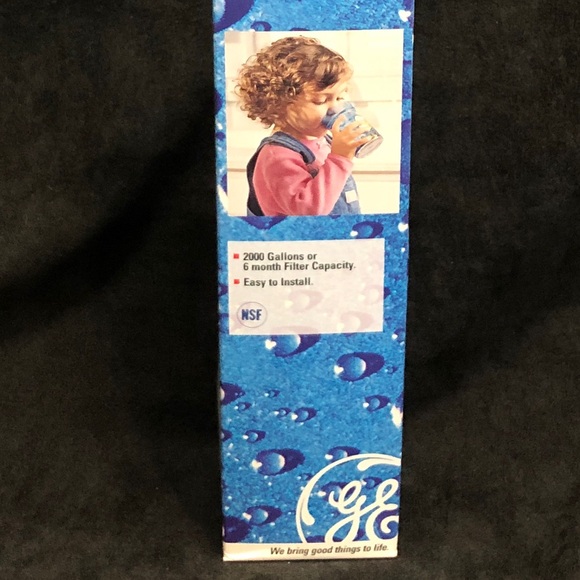 2000 Gallons or
6 month Filter Capacity.
Easy to Install.
NSF
GE
We bring good things to life.